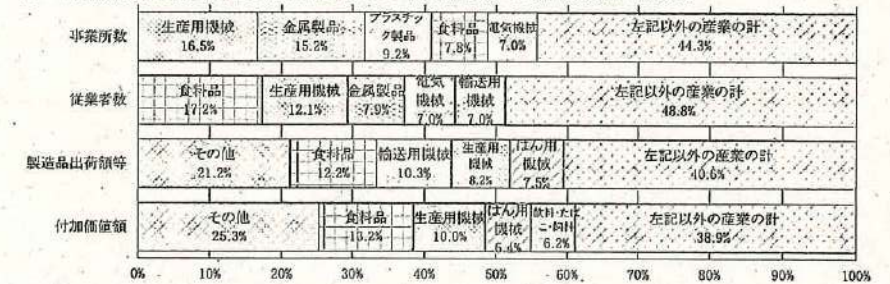 事業所数
生産用機械
16.5%
金属製品
15.2%
プラスチッ
ク製品
9.2%
食料品
7.8%
電気機械
7.0%
左記以外の産業の計
44.3%
従業者数
食料品
17.2%
生産用機械
12.1%
金属製品
7.9%
電気
機械
7.0%
輸送用
機械
7.0%
左記以外の産業の計
48.8%
製造品出荷額等
その他
21.2%
食料品
12.2%
輸送用機械
10.3%
生産用
機械
8.2%
はん用
機械
7.5%
左記以外の産業の計
40.6%
付加価値額
その他
25.3%
食料品
13.2%
生産用機械
10.0%
はん用
機械
6.4%
飲料・たば
こ・飼料
6.2%
左記以外の産業の計
38.9%
0% 10% 20% 30% 40% 50% 60% 70% 80% 90% 100%